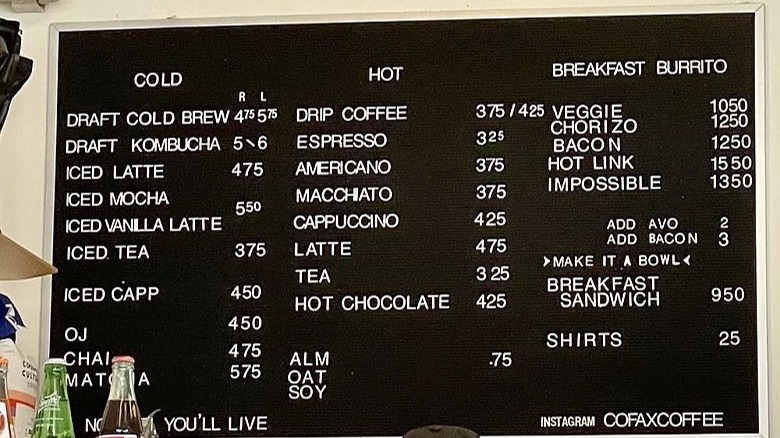 COLD
R L
DRAFT COLD BREW 475 575
DRAFT KOMBUCHA 5 6
ICED LATTE 475
ICED MOCHA
550
ICED VANILLA LATTE
ICED TEA 375
ICED CAPP 450
OJ 450
CHAI 475
MATCHA 575
YOU'LL LIVE
HOT
DRIP COFFEE 375 / 425
ESPRESSO 325
AMERICANO 375
MACCHIATO 375
CAPPUCCINO 425
LATTE 475
TEA 325
HOT CHOCOLATE 425
ALM .75
OAT
SOY
BREAKFAST BURRITO
VEGGIE 1050
CHORIZO 1250
BACON 1250
HOT LINK 1550
IMPOSSIBLE 1350
ADD AVO 2
ADD BACON 3
>MAKE IT A BOWL<
BREAKFAST
SANDWICH 950
SHIRTS 25
INSTAGRAM COFAXCOFFEE